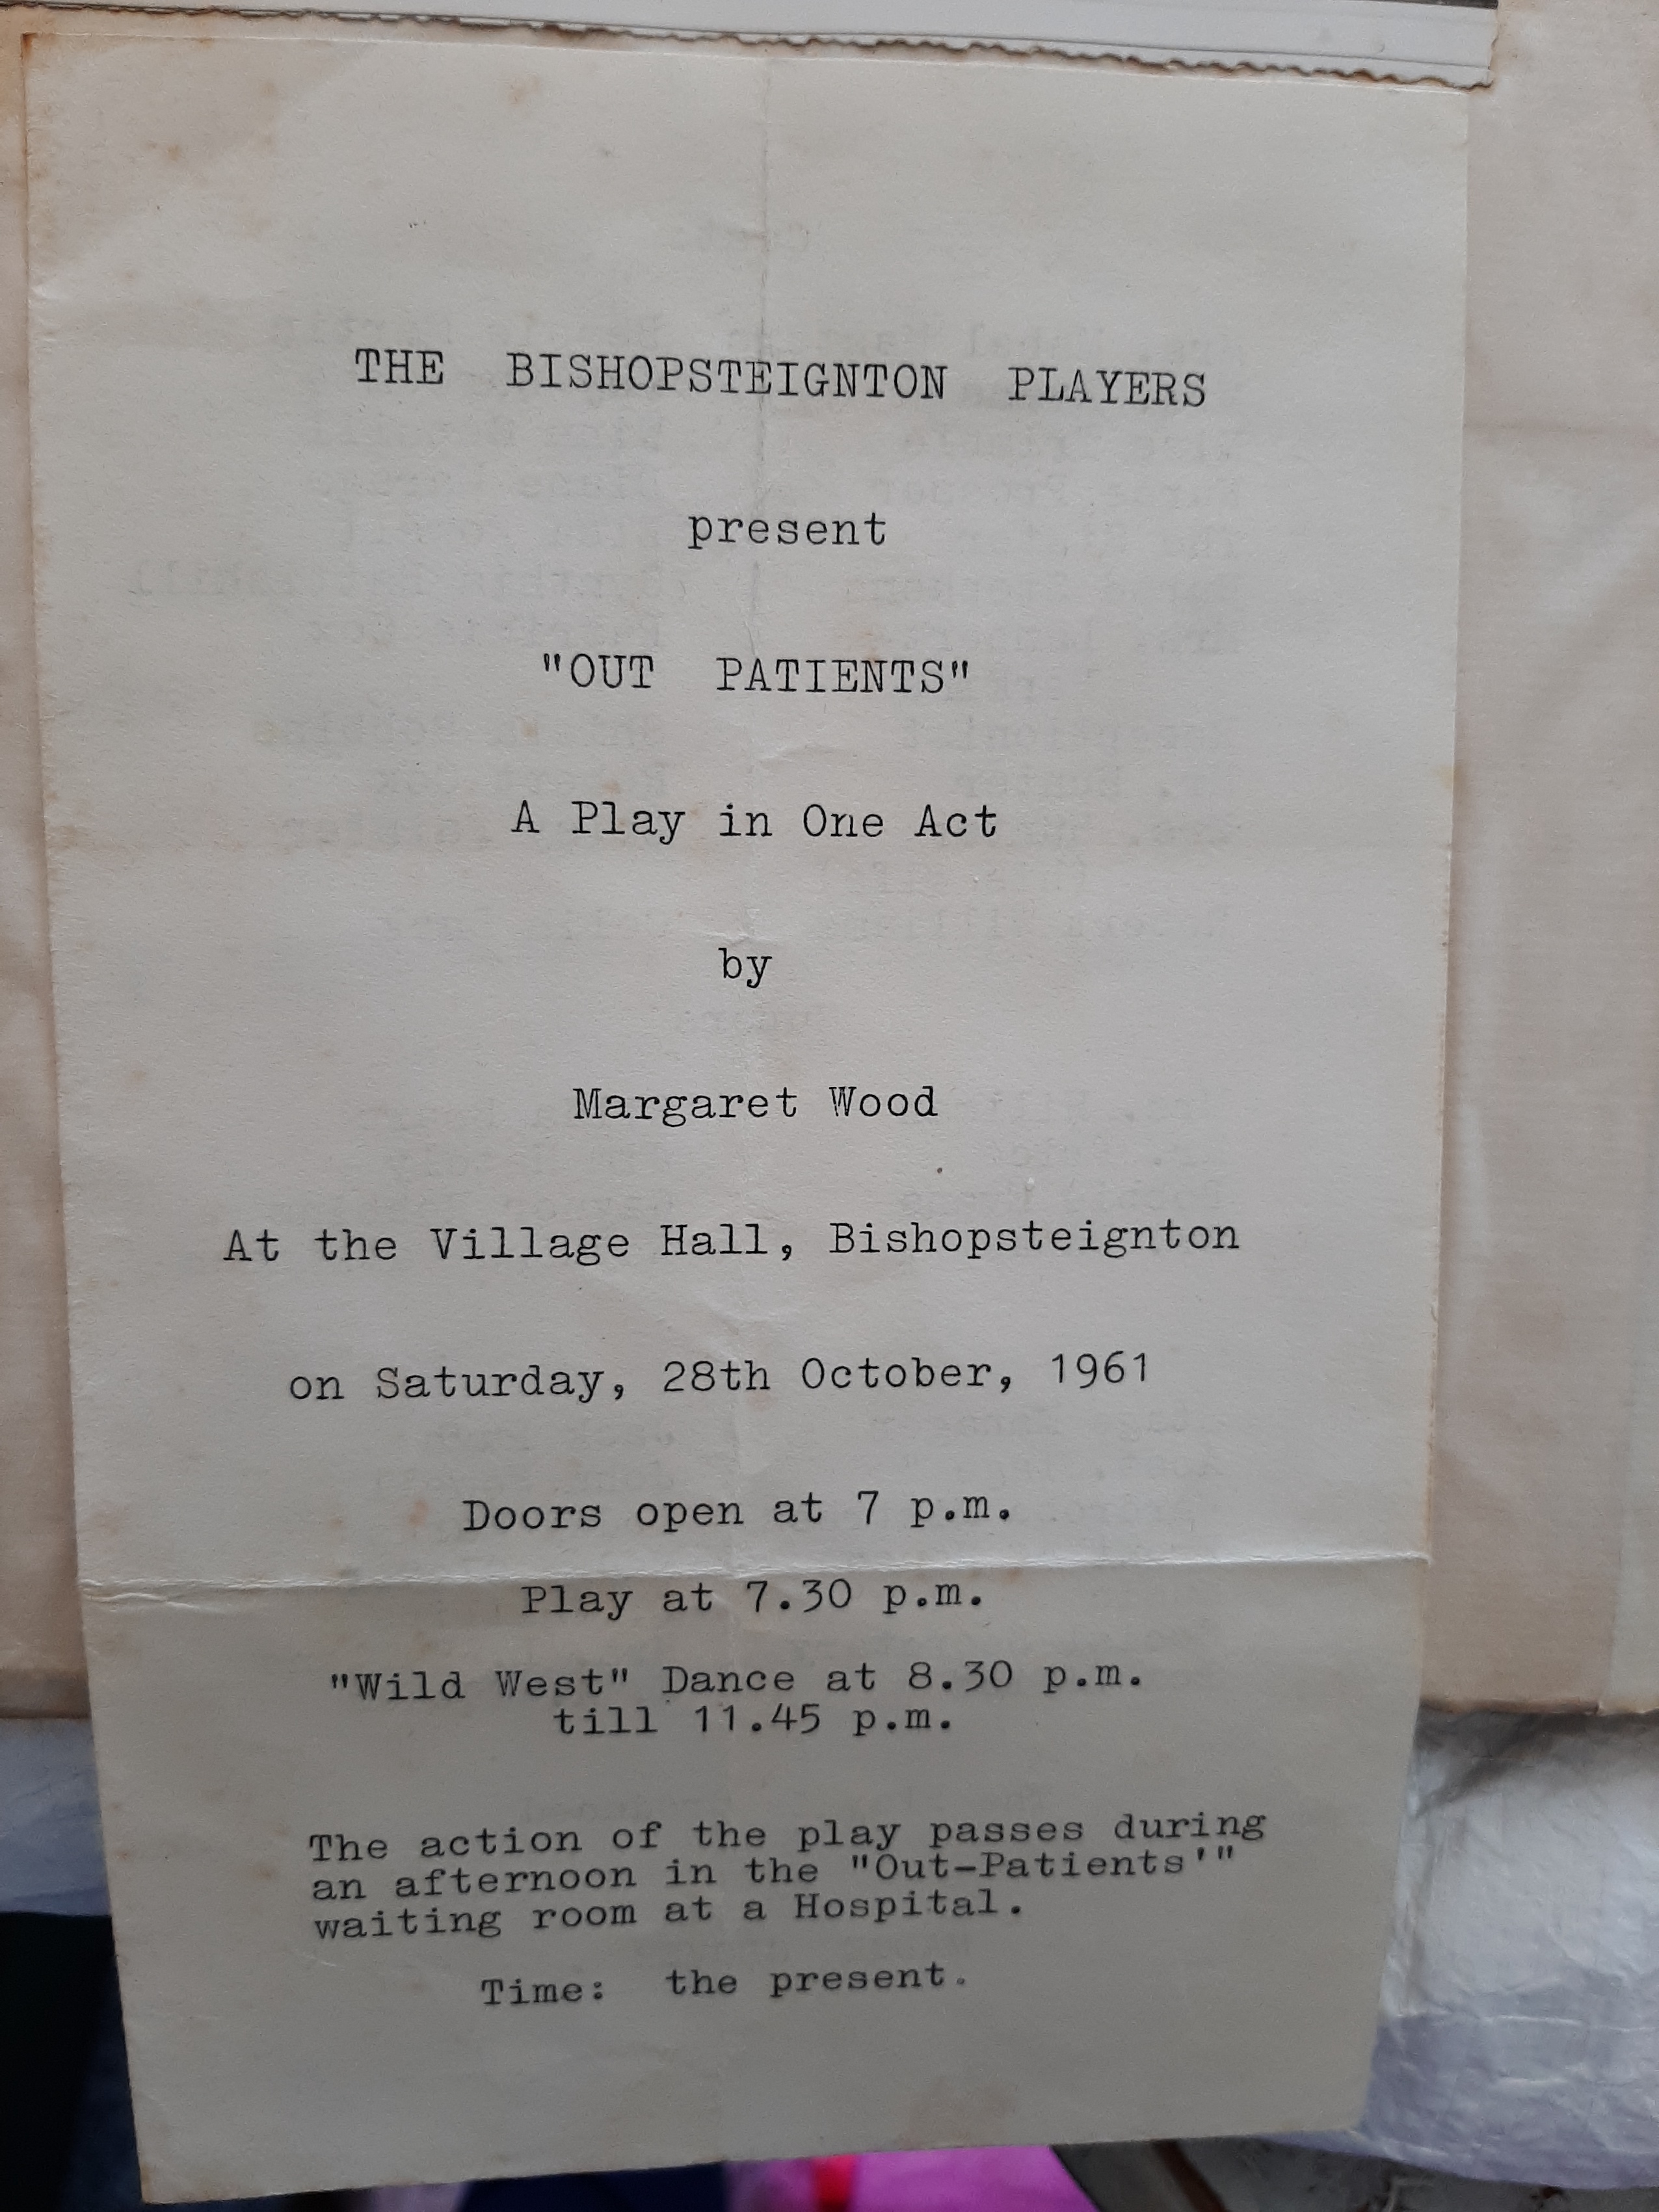 THE BISHOPSTEIGNTON PLAYERS
present
"OUT PATIENTS"
A Play in One Act
by
Margaret Wood
At the Village Hall, Bishopsteignton
on Saturday, 28th October, 1961
Doors open at 7 p.m.
Play at 7.30 p.m.
"Wild West" Dance at 8.30 p.m.
till 11.45 p.m.
The action of the play passes during
an afternoon in the "Out-Patients'"
waiting room at a Hospital.
Time: the present.